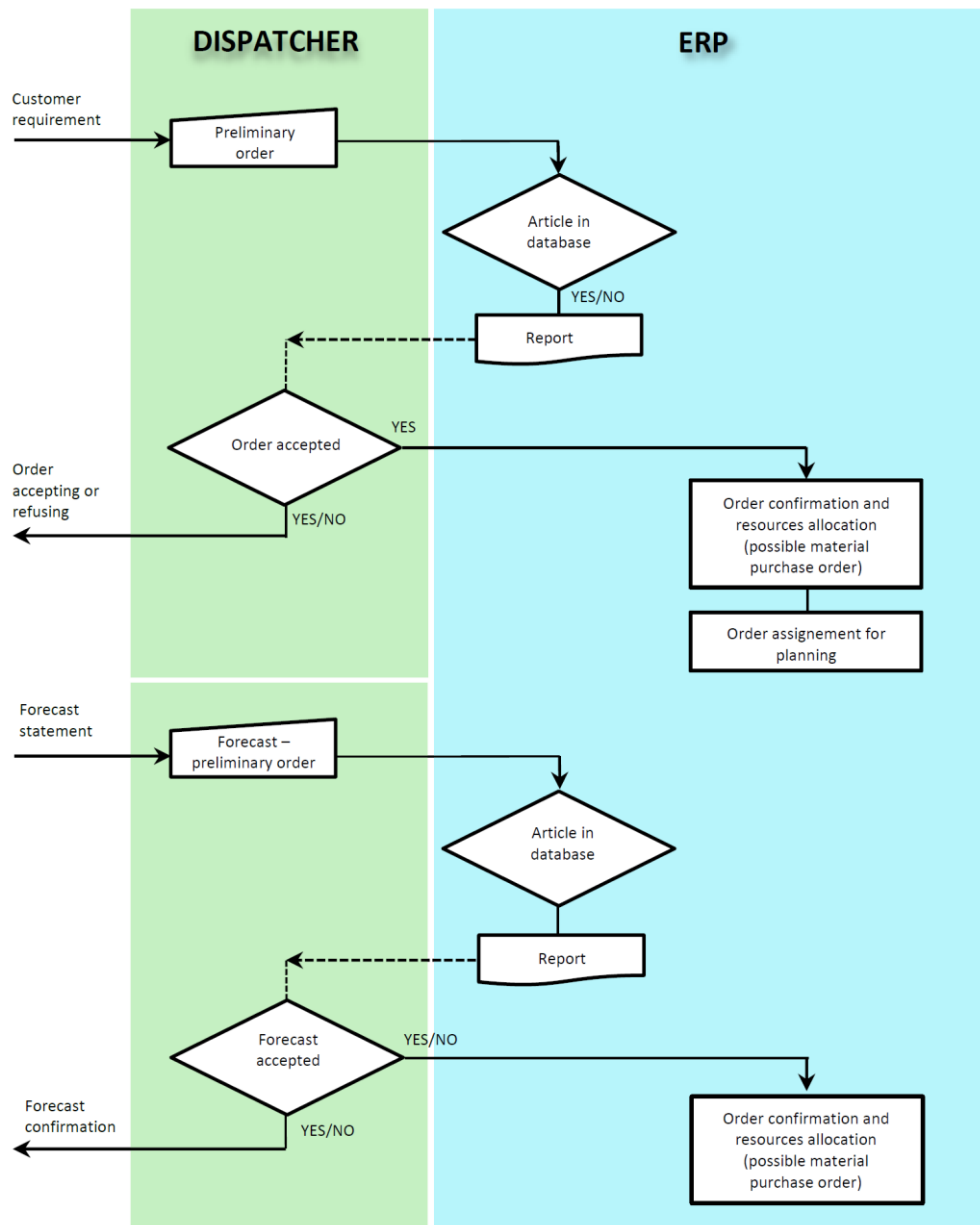 DISPATCHER
ERP
Customer
requirement
Preliminary
order
Article in
database
YES/NO
Report
Order accepted
YES
Order
accepting or
refusing
YES/NO
Order confirmation and
resources allocation
(possible material
purchase order)
Order assignement for
planning
Forecast
statement
Forecast –
preliminary order
Article in
database
Report
Forecast
accepted
YES/NO
Forecast
confirmation
YES/NO
Order confirmation and
resources allocation
(possible material
purchase order)